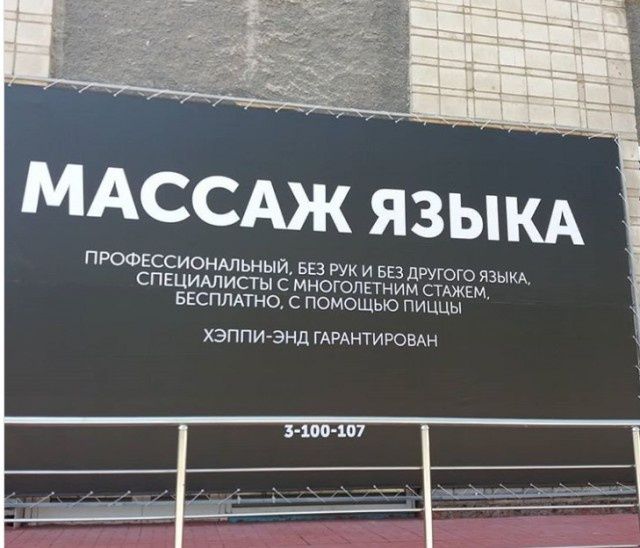 МАССАЖ ЯЗЫКА
ПРОФЕССИОНАЛЬНЫЙ, БЕЗ РУК И БЕЗ ДРУГОГО ЯЗЫКА,
СПЕЦИАЛИСТЫ С МНОГОЛЕТНИМ СТАЖЕМ,
БЕСПЛАТНО, С ПОМОЩЬЮ ПИЦЦЫ
ХЭППИ-ЭНД ГАРАНТИРОВАН
3-100-107